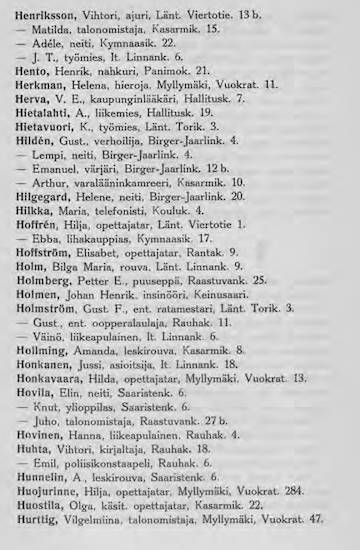 Henriksson, Vihtori, ajuri, Länt. Viertotie. 13 b.
— Matilda, talonomistaja, Kasarmik. 15.
— Adéle, neiti, Kymnaasik. 22.
— J. T., työmies, It. Linnank. 6.
Hento, Henrik, nahkuri, Panimok. 21.
Herkman, Helena, hieroja, Myllymäki, Vuokrat. 11.
Herva, V. E., kaupunginlääkäri, Hallitusk. 7.
Hietalahti, A., liikemies, Hallitusk. 19.
Hietavuori, K., työmies, Länt. Torik. 3.
Hildén, Gust., verhoilija, Birger-Jaarlink. 4.
— Lempi, neiti, Birger-Jaarlink. 4.
— Emanuel, värjäri, Birger-Jaarlink. 12 b.
— Arthur, varalääninkamreeri, Kasarmik. 10.
Hilgegard, Helene, neiti, Birger-Jaarlink. 20.
Hilkka, Maria, telefonisti, Kouluk. 4.
Hoffrén, Hilja, opettajatar, Länt. Viertotie 1.
— Ebba, lihakauppias, Kymnaasik. 17.
Hoffström, Elisabet, opettajatar, Rantak. 9.
Holm, Bilga Maria, rouva, Länt. Linnank. 9.
Holmberg, Petter E., puuseppä, Raastuvank. 25.
Holmen, Johan Henrik, insinööri, Keinusaari.
Holmström, Gust. F., ent. ratamestari, Länt. Torik. 3.
— Gust., ent. oopperalaulaja, Rauhak. 11.
— Väinö, liikeapulainen, It. Linnank. 6.
Hollming, Amanda, leskirouva, Kasarmik. 8.
Honkanen, Jussi, asioitsija, It. Linnank. 18.
Honkavaara, Hilda, opettajatar, Myllymäki, Vuokrat. 13.
Hovila, Elin, neiti, Saaristenk. 6.
— Knut, ylioppilas, Saaristenk. 6.
— Juho, talonomistaja, Raastuvank. 27 b.
Hovinen, Hanna, liikeapulainen, Rauhak. 4.
Huhta, Vihtori, kirjaltaja, Rauhak. 18.
— Emil, poliisikonstaapeli, Rauhak. 6.
Hunnelin, A., leskirouva, Saaristenk. 6.
Huojurinne, Hilja, opettajatar, Myllymäki, Vuokrat. 284.
Huostila, Olga, käsit. opettajatar, Kasarmik. 22.
Hurttig, Vilgelmiina, talonomistaja, Myllymäki, Vuokrat. 47.